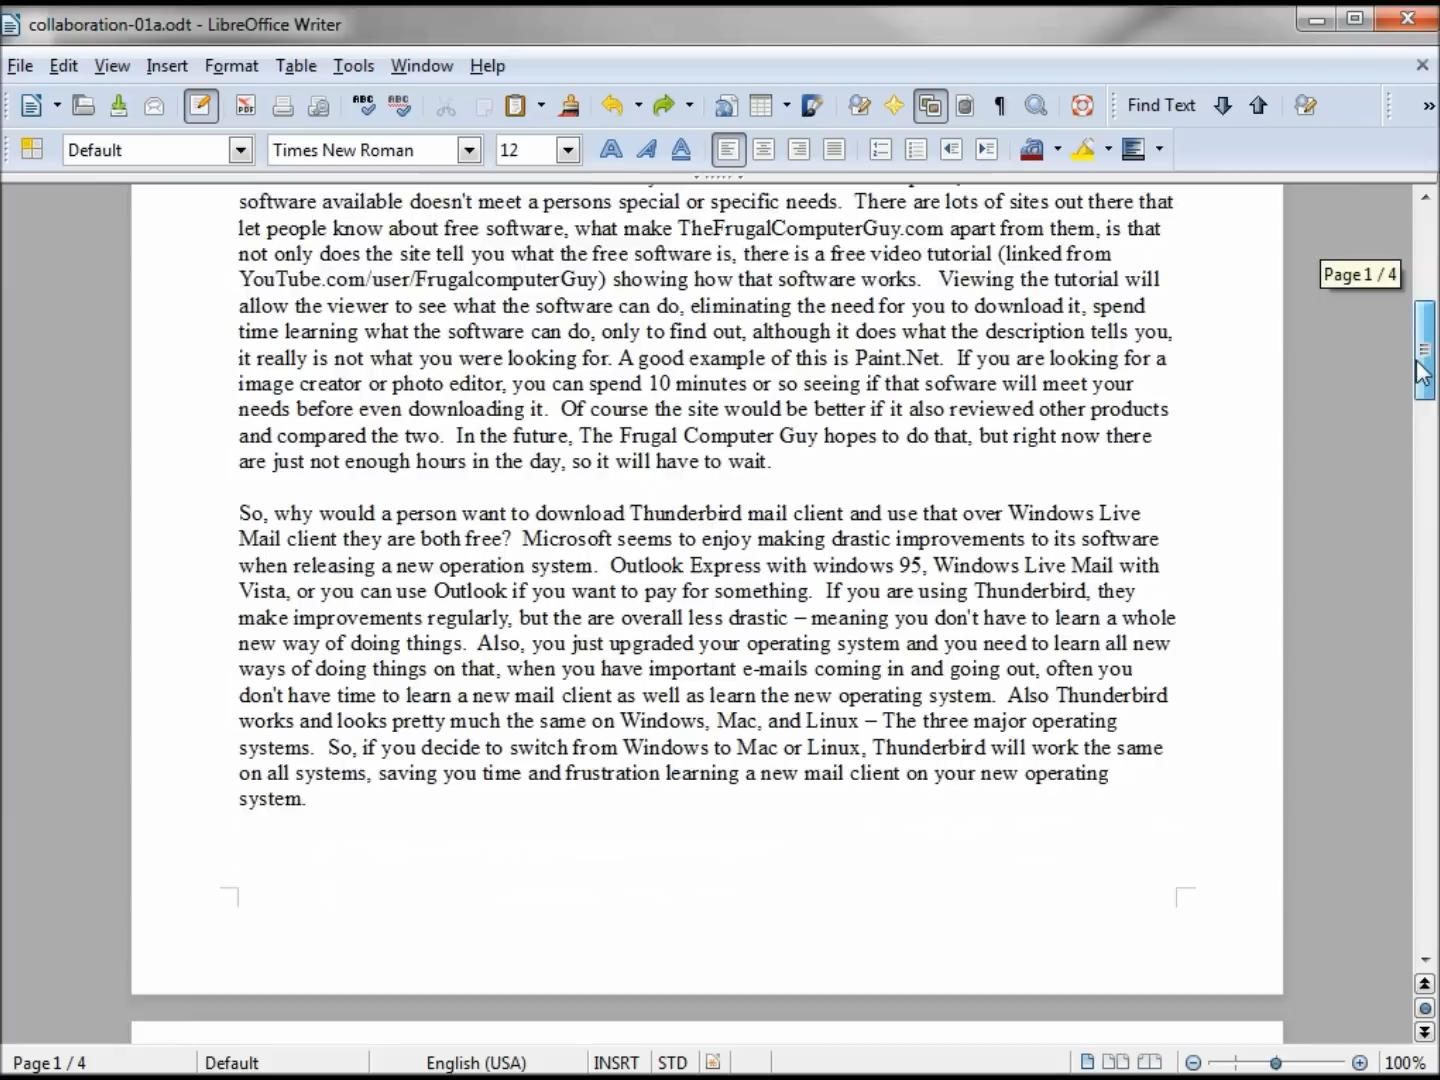 collaboration-01a.odt - LibreOffice Writer
File Edit View Insert Format Table Tools Window Help
PDF ABC ABC ¶ Find Text »
Default Times New Roman 12 A A A
software available doesn't meet a persons special or specific needs. There are lots of sites out there that
let people know about free software, what make TheFrugalComputerGuy.com apart from them, is that
not only does the site tell you what the free software is, there is a free video tutorial (linked from
YouTube.com/user/FrugalcomputerGuy) showing how that software works. Viewing the tutorial will
allow the viewer to see what the software can do, eliminating the need for you to download it, spend
time learning what the software can do, only to find out, although it does what the description tells you,
it really is not what you were looking for. A good example of this is Paint.Net. If you are looking for a
image creator or photo editor, you can spend 10 minutes or so seeing if that sofware will meet your
needs before even downloading it. Of course the site would be better if it also reviewed other products
and compared the two. In the future, The Frugal Computer Guy hopes to do that, but right now there
are just not enough hours in the day, so it will have to wait.
Page 1 / 4
So, why would a person want to download Thunderbird mail client and use that over Windows Live
Mail client they are both free? Microsoft seems to enjoy making drastic improvements to its software
when releasing a new operation system. Outlook Express with windows 95, Windows Live Mail with
Vista, or you can use Outlook if you want to pay for something. If you are using Thunderbird, they
make improvements regularly, but the are overall less drastic – meaning you don't have to learn a whole
new way of doing things. Also, you just upgraded your operating system and you need to learn all new
ways of doing things on that, when you have important e-mails coming in and going out, often you
don't have time to learn a new mail client as well as learn the new operating system. Also Thunderbird
works and looks pretty much the same on Windows, Mac, and Linux – The three major operating
systems. So, if you decide to switch from Windows to Mac or Linux, Thunderbird will work the same
on all systems, saving you time and frustration learning a new mail client on your new operating
system.
Page 1 / 4 Default English (USA) INSRT STD 100%